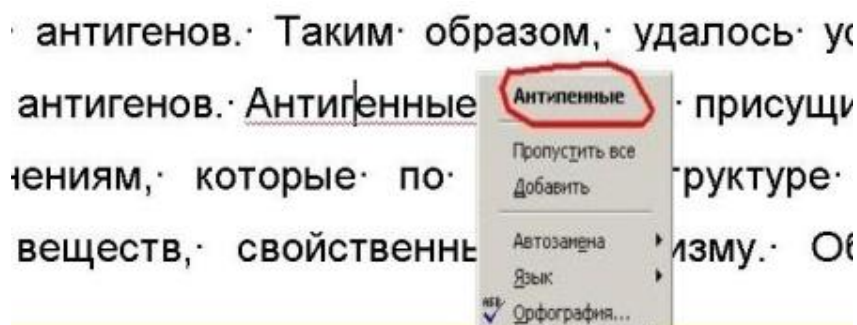 антигенов. Таким образом, удалось ус
антигенов. Антигенные присущи
нениям, которые по труктуре
веществ, свойственны изму. Об
Антипенные
Пропустить все
Добавить
Автозамена
Язык
Орфография...